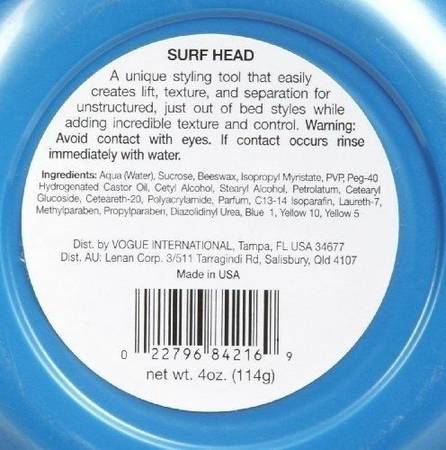 SURF HEAD
A unique styling tool that easily
creates lift, texture, and separation for
unstructured, just out of bed styles while
adding incredible texture and control. Warning:
Avoid contact with eyes. If contact occurs rinse
immediately with water.
Ingredients: Aqua (Water), Sucrose, Beeswax, Isopropyl Myristate, PVP, Peg-40
Hydrogenated Castor Oil, Cetyl Alcohol, Stearyl Alcohol, Petrolatum, Cetearyl
Glucoside, Ceteareth-20, Polyacrylamide, Parfum, C13-14 Isoparafin, Laureth-7,
Methylparaben, Propylparaben, Diazolidinyl Urea, Blue 1, Yellow 10, Yellow 5
Dist. by VOGUE INTERNATIONAL, Tampa, FL USA 34677
Dist. AU: Lenan Corp. 3/511 Tarragindi Rd, Salisbury, Qld 4107
Made in USA
0 22796 84216 9
net wt. 4oz. (114g)